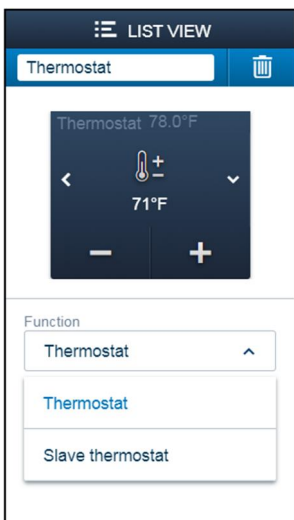 LIST VIEW
Thermostat
Thermostat 78.0°F
71°F
Function
Thermostat
Thermostat
Slave thermostat